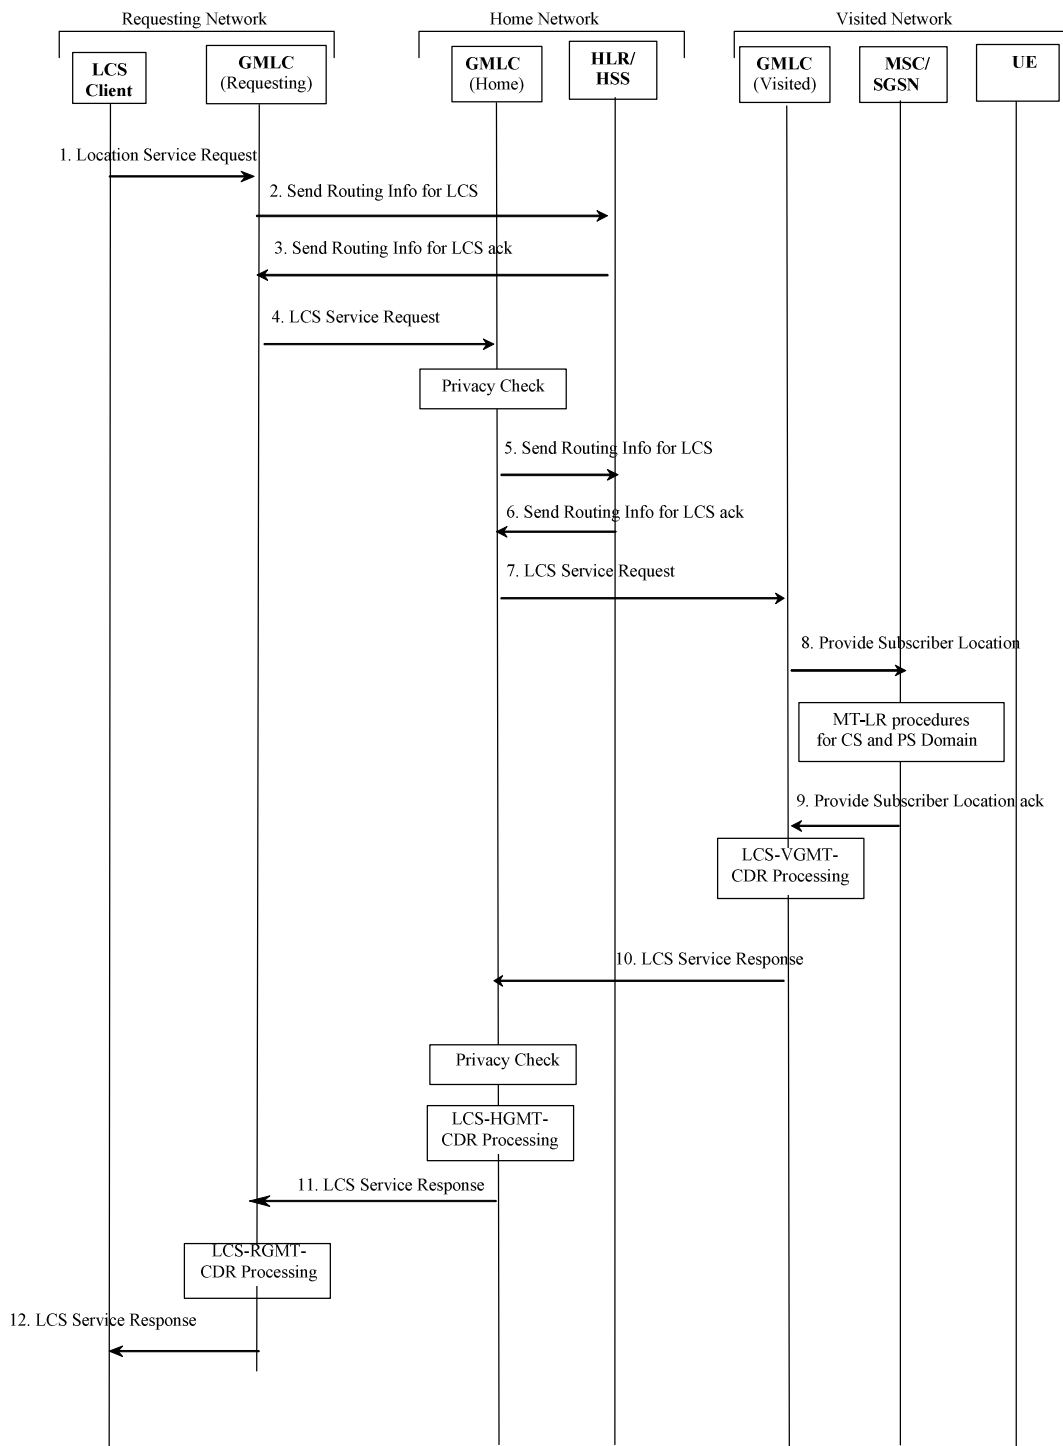 Requesting Network
Home Network
Visited Network
LCS
Client
GMLC
(Requesting)
GMLC
(Home)
HLR/
HSS
GMLC
(Visited)
MSC/
SGSN
UE
1. Location Service Request
2. Send Routing Info for LCS
3. Send Routing Info for LCS ack
4. LCS Service Request
Privacy Check
5. Send Routing Info for LCS
6. Send Routing Info for LCS ack
7. LCS Service Request
8. Provide Subscriber Location
MT-LR procedures
for CS and PS Domain
9. Provide Subscriber Location ack
LCS-VGMT-
CDR Processing
10. LCS Service Response
Privacy Check
LCS-HGMT-
CDR Processing
11. LCS Service Response
LCS-RGMT-
CDR Processing
12. LCS Service Response